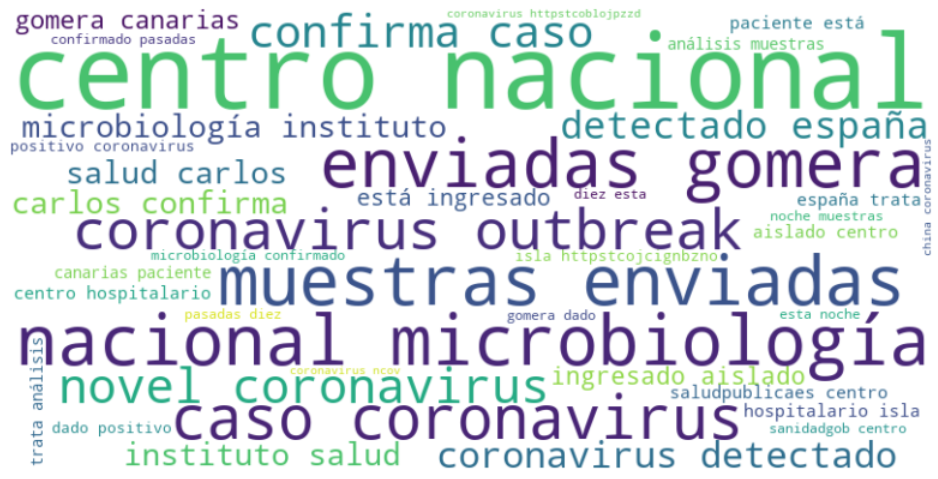 coronavirus httpstcoblojpzzd
gomera canarias
confirma caso
paciente está
confirmado pasadas
análisis muestras
centro nacional
microbiología instituto
detectado españa
positivo coronavirus
enviadas gomera
china coronavirus
salud carlos
está ingresado
diez esta
españa trata
carlos confirma
coronavirus outbreak
noche muestras
aislado centro
microbiología confirmado
isla httpstcojcignbzno
canarias paciente
muestras enviadas
centro hospitalario
pasadas diez
gomera dado
esta noche
nacional microbiología
trata análisis
coronavirus ncov
novel coronavirus
ingresado aislado
saludpublicaes centro
caso coronavirus
hospitalario isla
dado positivo
sanidadgob centro
instituto salud
coronavirus detectado